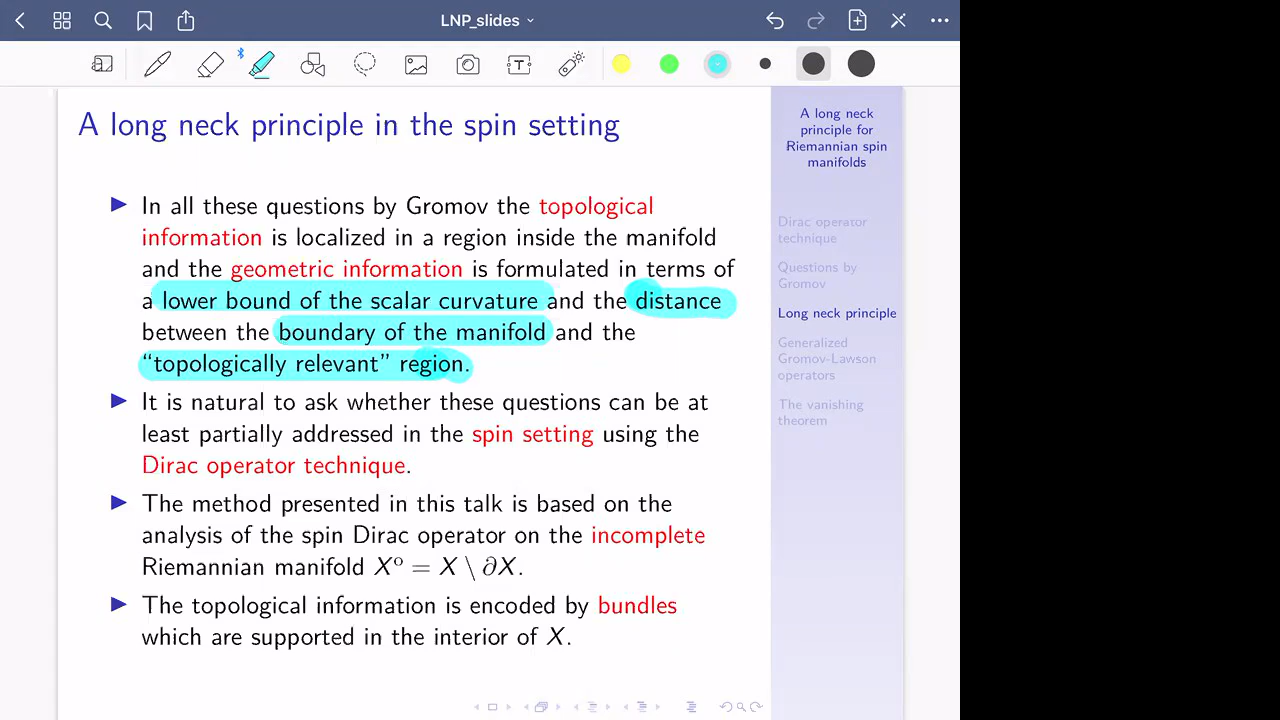 LNP_slides
A long neck principle in the spin setting
▶ In all these questions by Gromov the topological
information is localized in a region inside the manifold
and the geometric information is formulated in terms of
a lower bound of the scalar curvature and the distance
between the boundary of the manifold and the
“topologically relevant” region.
▶ It is natural to ask whether these questions can be at
least partially addressed in the spin setting using the
Dirac operator technique.
▶ The method presented in this talk is based on the
analysis of the spin Dirac operator on the incomplete
Riemannian manifold X° = X \ ∂X.
▶ The topological information is encoded by bundles
which are supported in the interior of X.
A long neck
principle for
Riemannian spin
manifolds
Dirac operator
technique
Questions by
Gromov
Long neck principle
Generalized
Gromov-Lawson
operators
The vanishing
theorem